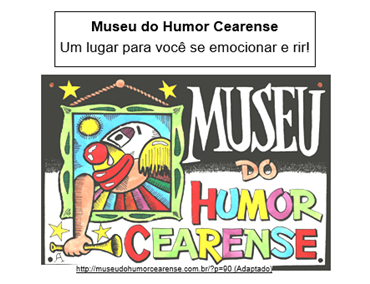 Museu do Humor Cearense
Um lugar para você se emocionar e rir!
MUSEU
DO
HUMOR
CEARENSE
http://museudohumorcearense.com.br/?p=90 (Adaptado)